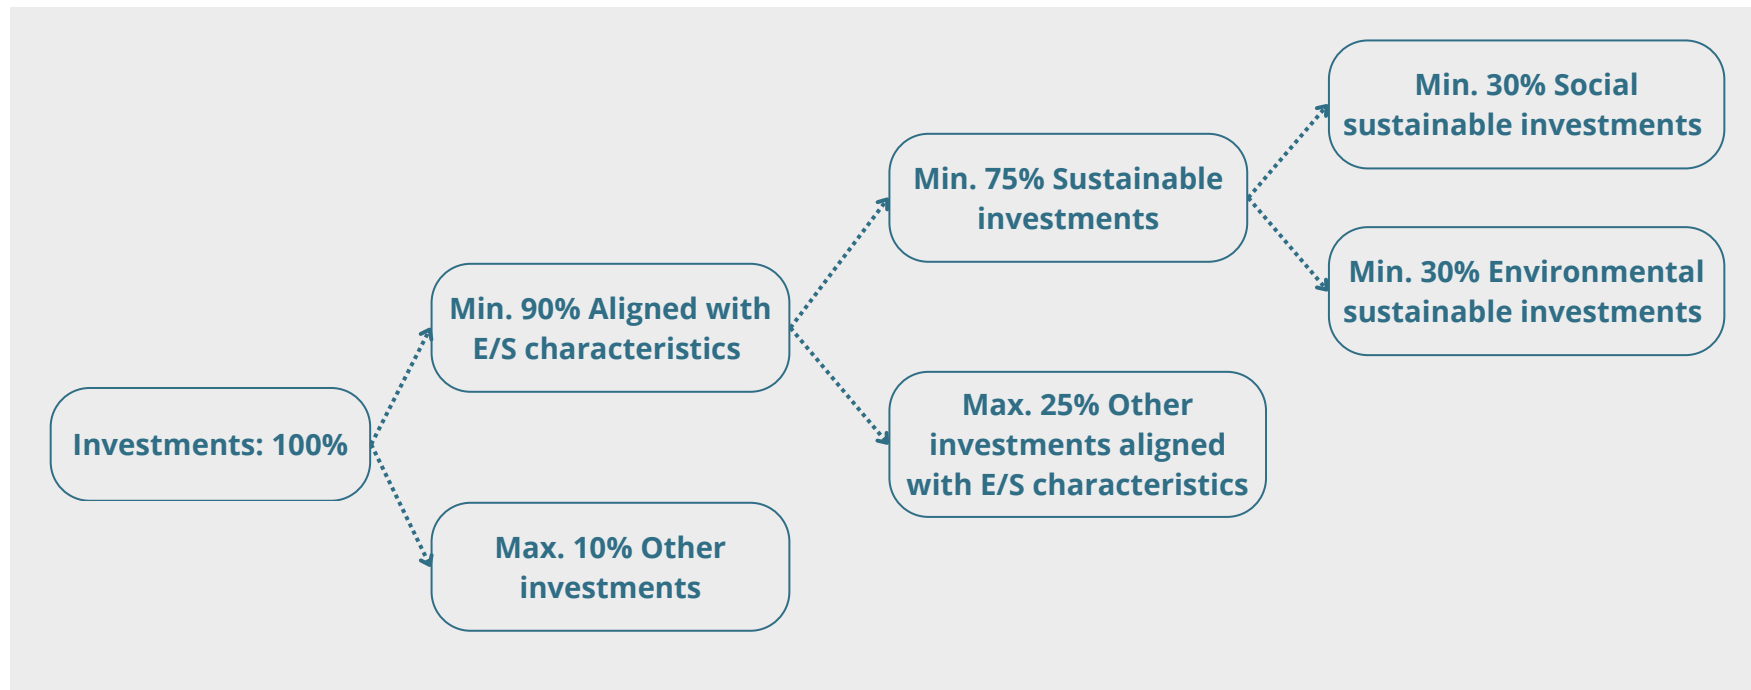 Investments: 100%
Min. 90% Aligned with
E/S characteristics
Max. 10% Other
investments
Min. 75% Sustainable
investments
Max. 25% Other
investments aligned
with E/S characteristics
Min. 30% Social
sustainable investments
Min. 30% Environmental
sustainable investments